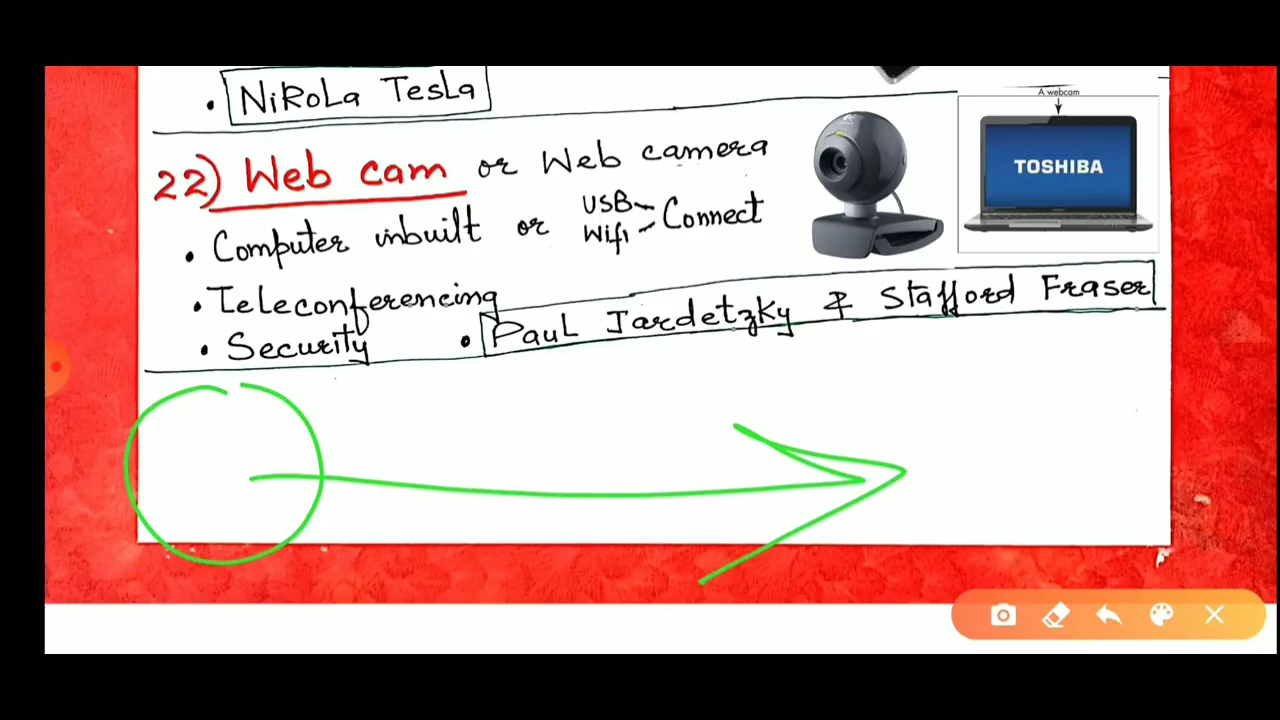 • NiKoLa TesLa
A webcam
22) Web cam or Web camera
TOSHIBA
• Computer inbuilt or USB Wifi Connect
• Teleconferencing
• Security • Paul Jardetzky & Stafford Fraser